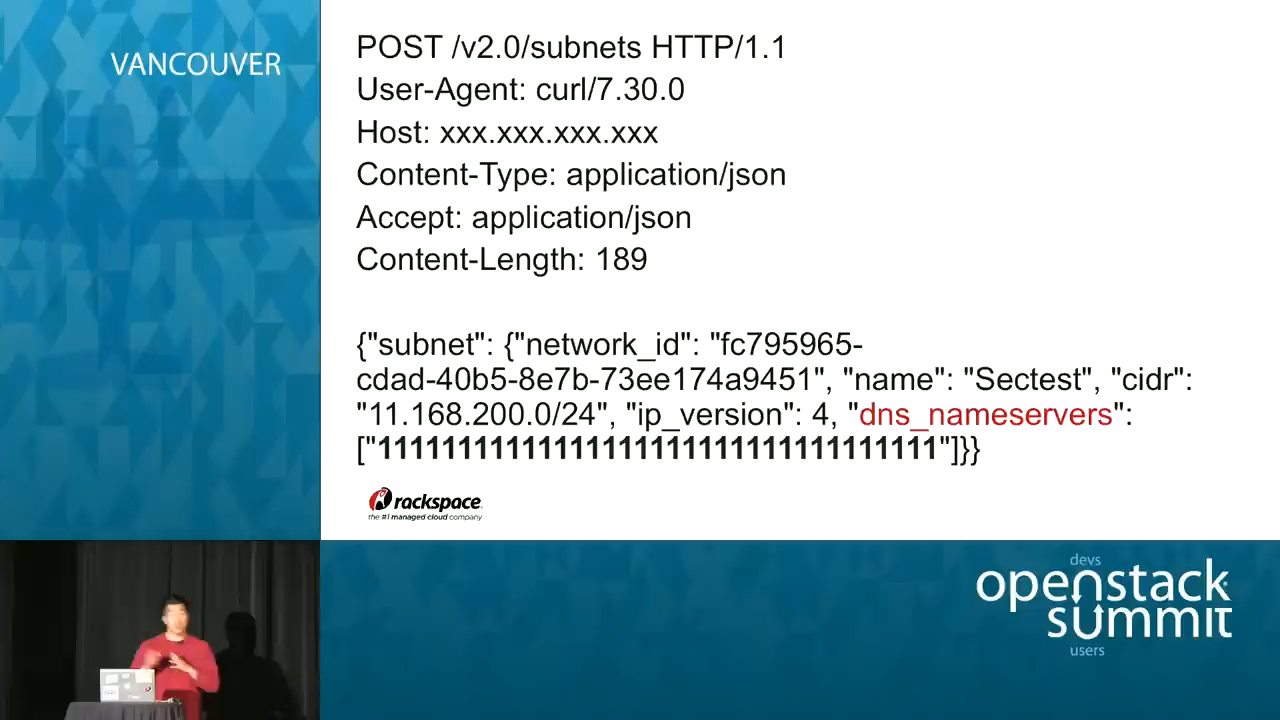 VANCOUVER
POST /v2.0/subnets HTTP/1.1
User-Agent: curl/7.30.0
Host: xxx.xxx.xxx.xxx
Content-Type: application/json
Accept: application/json
Content-Length: 189
{"subnet": {"network_id": "fc795965-
cdad-40b5-8e7b-73ee174a9451", "name": "Sectest", "cidr":
"11.168.200.0/24", "ip_version": 4, "dns_nameservers":
["11111111111111111111111111111111111"]}}
rackspace
the #1 managed cloud company
devs
openstack
summit
users